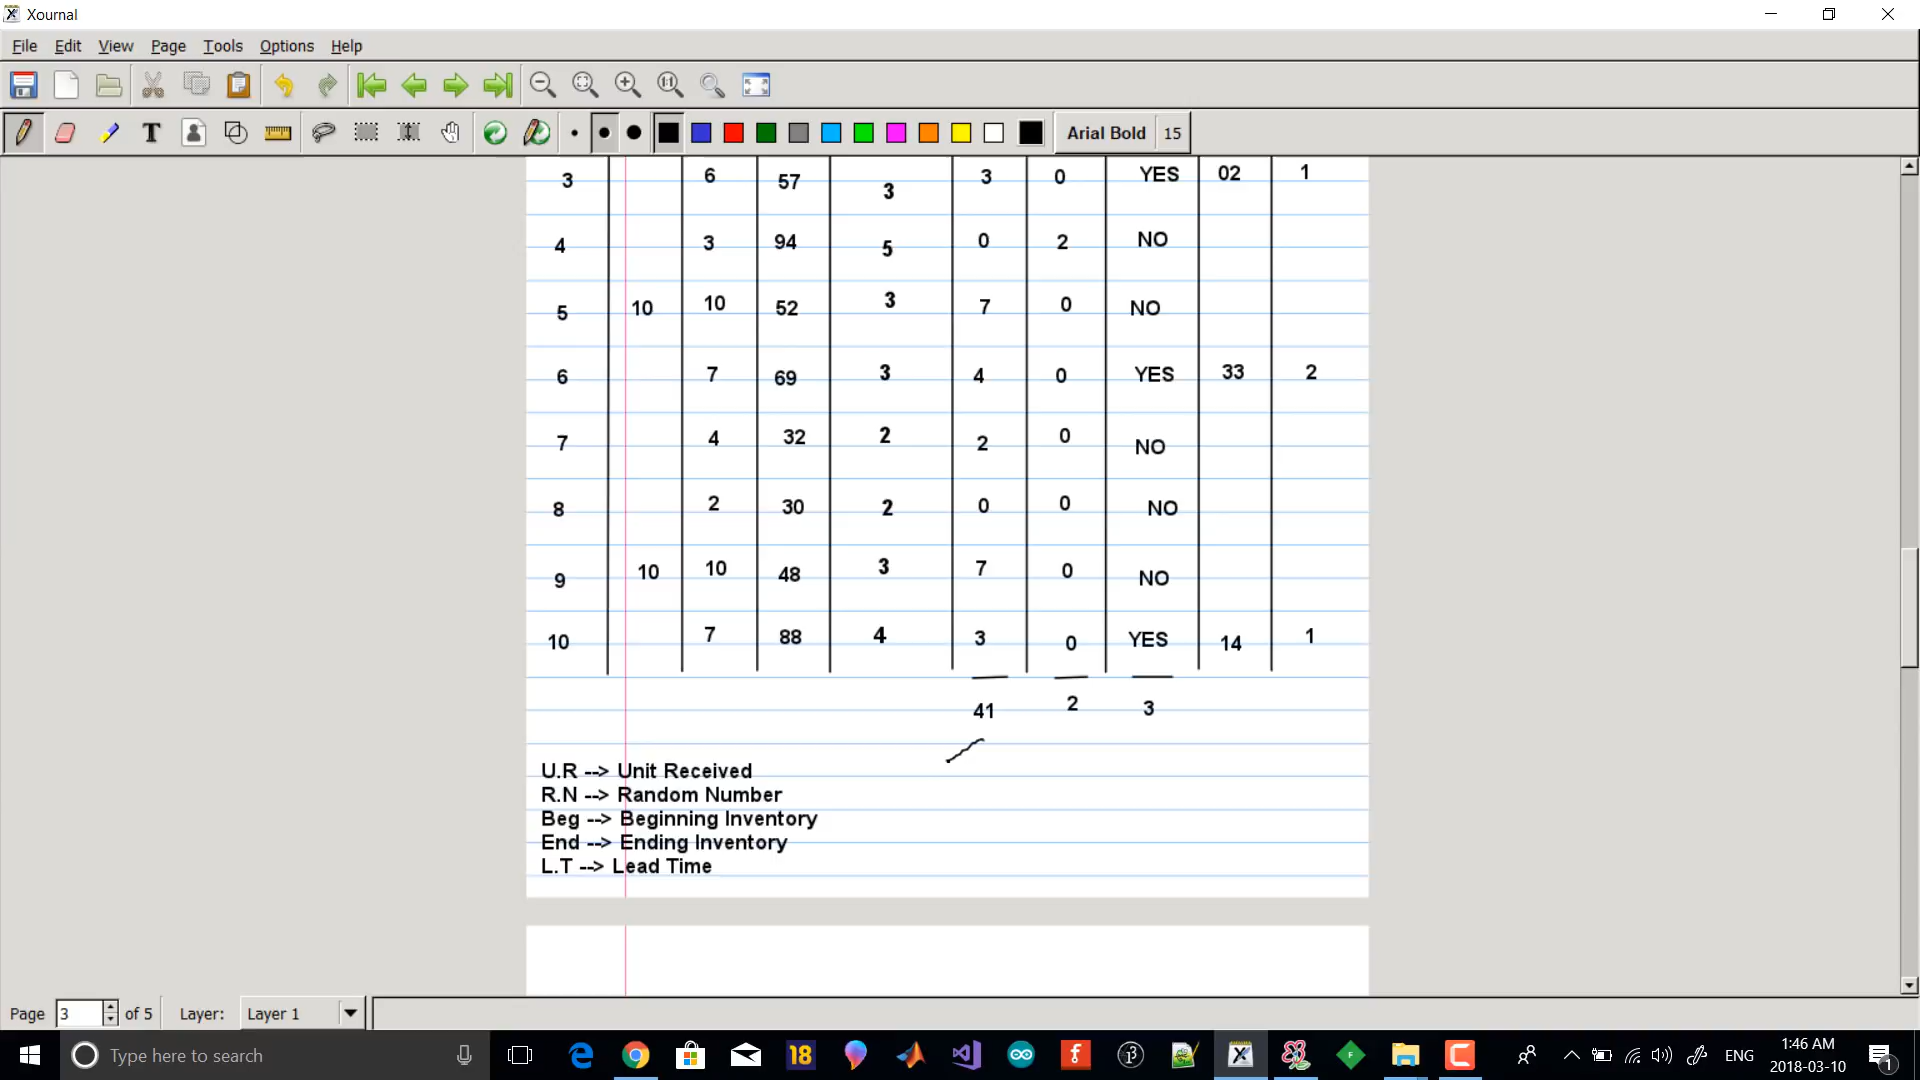 Xournal
File Edit View Page Tools Options Help
Arial Bold 15
3 6 57 3 3 0 YES 02 1
4 3 94 5 0 2 NO
5 10 10 52 3 7 0 NO
6 7 69 3 4 0 YES 33 2
7 4 32 2 2 0 NO
8 2 30 2 0 0 NO
9 10 10 48 3 7 0 NO
10 7 88 4 3 0 YES 14 1
41 2 3
U.R --> Unit Received
R.N --> Random Number
Beg --> Beginning Inventory
End --> Ending Inventory
L.T --> Lead Time
Page 3 of 5 Layer: Layer 1
Type here to search 18 ENG 1:46 AM
2018-03-10 1